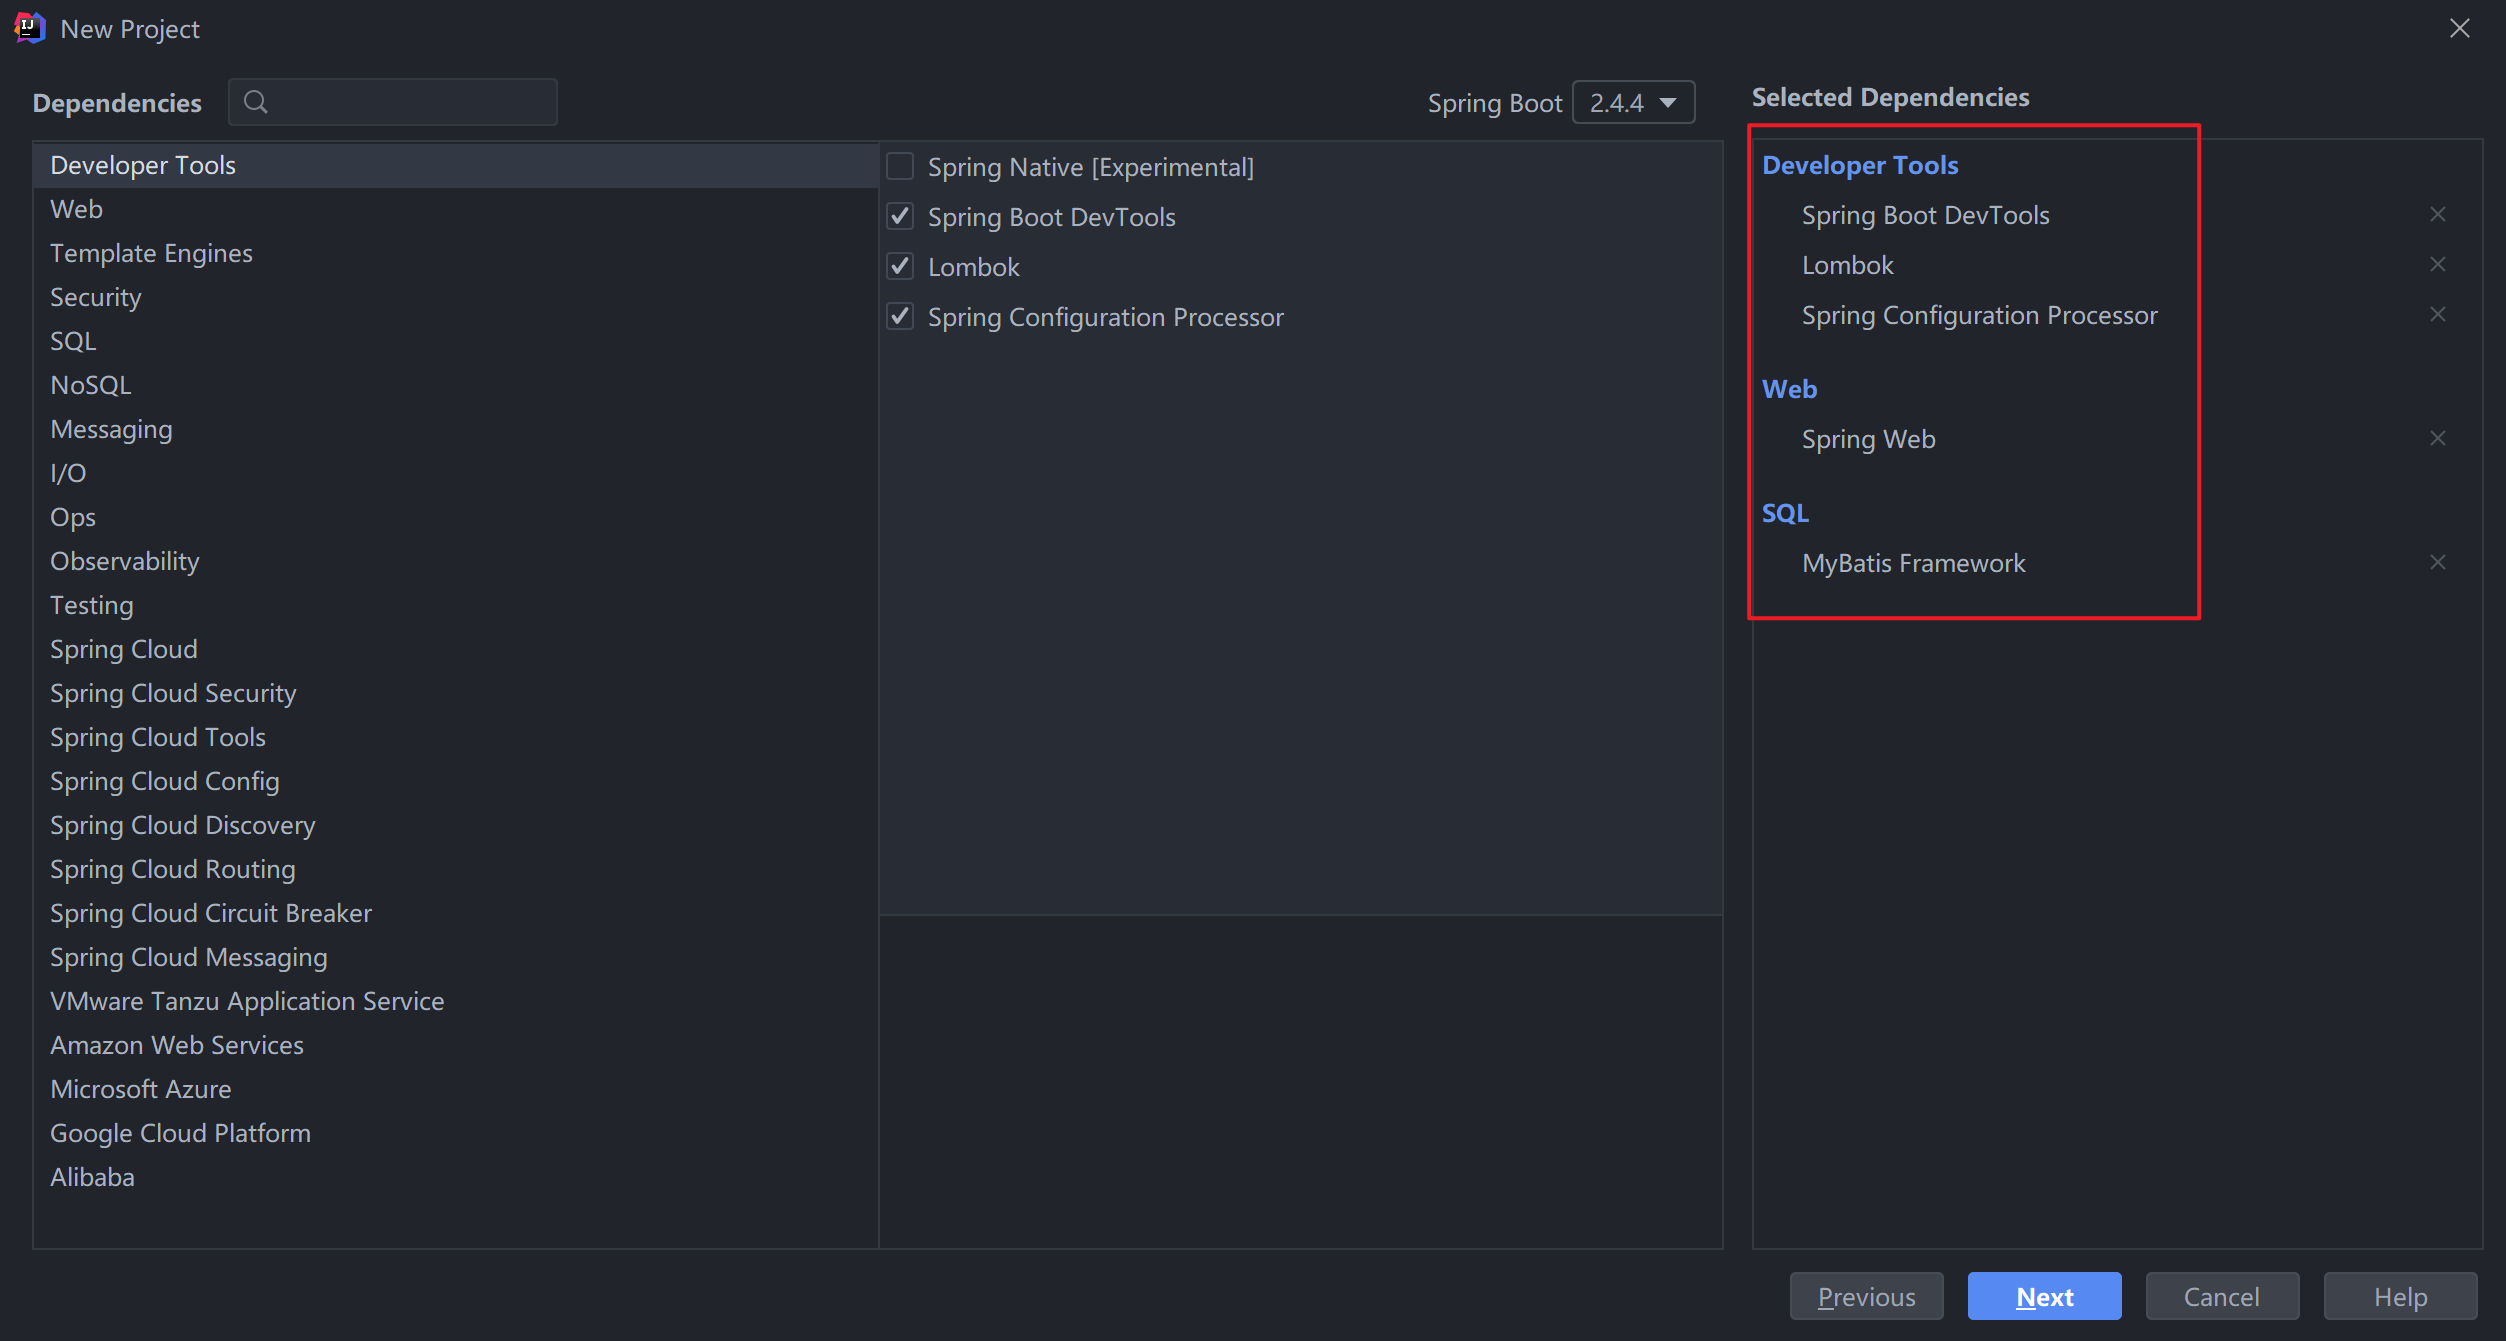 IJ
New Project
Dependencies
Spring Boot 2.4.4
Developer Tools
Web
Template Engines
Security
SQL
NoSQL
Messaging
I/O
Ops
Observability
Testing
Spring Cloud
Spring Cloud Security
Spring Cloud Tools
Spring Cloud Config
Spring Cloud Discovery
Spring Cloud Routing
Spring Cloud Circuit Breaker
Spring Cloud Messaging
VMware Tanzu Application Service
Amazon Web Services
Microsoft Azure
Google Cloud Platform
Alibaba
Spring Native [Experimental]
Spring Boot DevTools
Lombok
Spring Configuration Processor
Selected Dependencies
Developer Tools
Spring Boot DevTools
Lombok
Spring Configuration Processor
Web
Spring Web
SQL
MyBatis Framework
Previous
Next
Cancel
Help